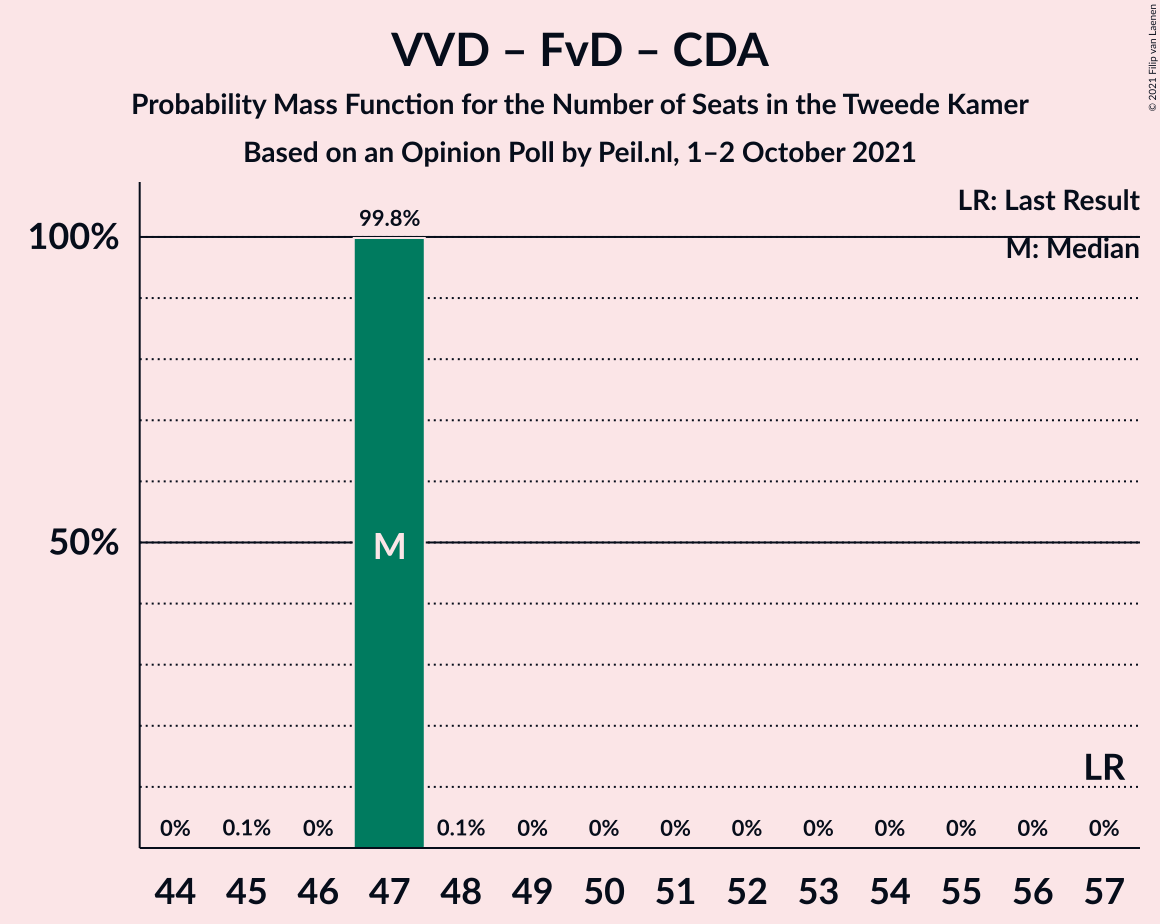 VVD – FvD – CDA
Probability Mass Function for the Number of Seats in the Tweede Kamer
Based on an Opinion Poll by Peil.nl, 1–2 October 2021
© 2021 Filip van Laenen
LR: Last Result
M: Median
100%
50%
99.8%
M
LR
0% 0.1% 0% 0.1% 0% 0% 0% 0% 0% 0% 0% 0% 0%
44 45 46 47 48 49 50 51 52 53 54 55 56 57